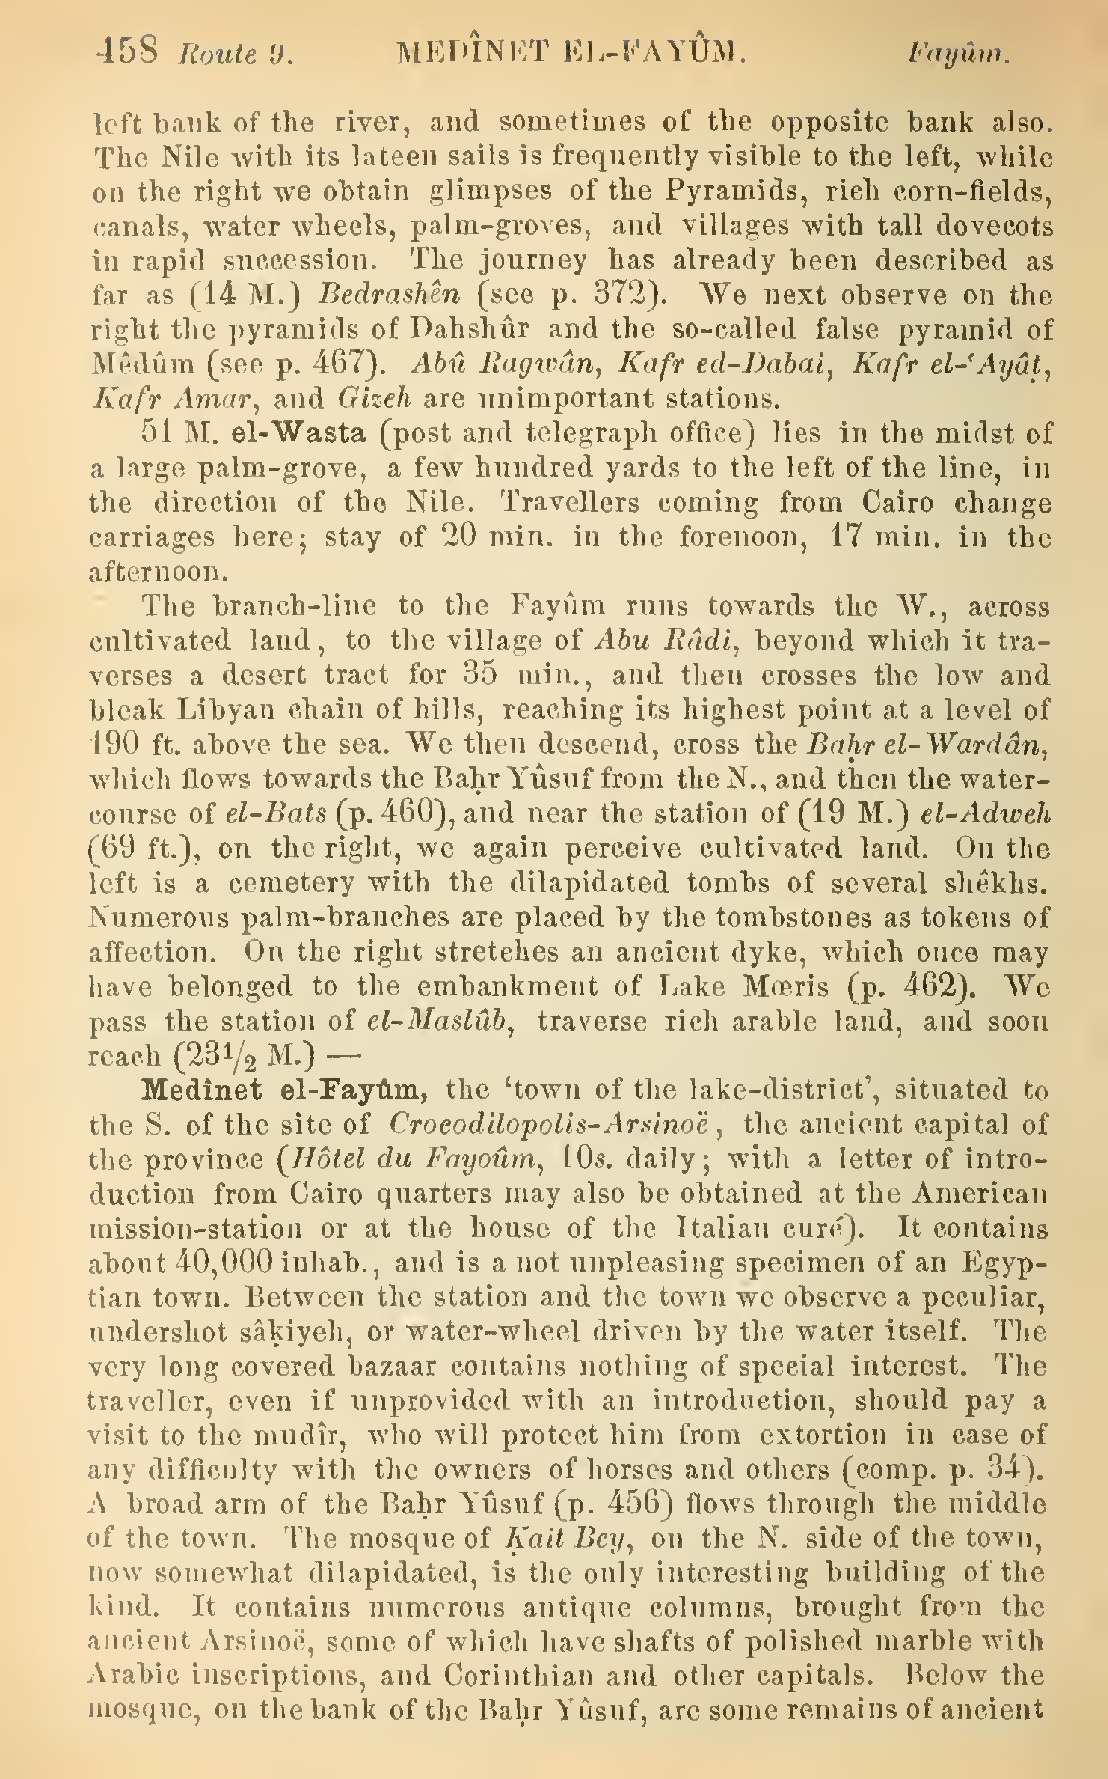 458 Route 9. MEDÎNET EL-FAYÛM. Fayûm.
left bank of the river, and sometimes of the opposite bank also.
The Nile with its lateen sails is frequently visible to the left, while
on the right we obtain glimpses of the Pyramids, rich corn-fields,
canals, water wheels, palm-groves, and villages with tall dovecots
in rapid succession. The journey has already been described as
far as (14 M.) Bedrashên (see p. 372). We next observe on the
right the pyramids of Dahshûr and the so-called false pyramid of
Mêdûm (see p. 467). Abû Ragwân, Kafr ed-Dabai, Kafr el-ʿAyât,
Kafr Amar, and Gizeh are unimportant stations.
51 M. el-Wasta (post and telegraph office) lies in the midst of
a large palm-grove, a few hundred yards to the left of the line, in
the direction of the Nile. Travellers coming from Cairo change
carriages here; stay of 20 min. in the forenoon, 17 min. in the
afternoon.
The branch-line to the Fayûm runs towards the W., across
cultivated land, to the village of Abu Râdi, beyond which it tra-
verses a desert tract for 35 min., and then crosses the low and
bleak Libyan chain of hills, reaching its highest point at a level of
190 ft. above the sea. We then descend, cross the Baḥr el-Wardân,
which flows towards the Baḥr Yûsuf from the N., and then the water-
course of el-Bats (p. 460), and near the station of (19 M.) el-Adweh
(69 ft.), on the right, we again perceive cultivated land. On the
left is a cemetery with the dilapidated tombs of several shêkhs.
Numerous palm-branches are placed by the tombstones as tokens of
affection. On the right stretches an ancient dyke, which once may
have belonged to the embankment of Lake Mœris (p. 462). We
pass the station of el-Maslûb, traverse rich arable land, and soon
reach (23½ M.) —
Medînet el-Fayûm, the ‘town of the lake-district’, situated to
the S. of the site of Crocodilopolis-Arsinoë, the ancient capital of
the province (Hôtel du Fayoûm, 10s. daily; with a letter of intro-
duction from Cairo quarters may also be obtained at the American
mission-station or at the house of the Italian curé). It contains
about 40,000 inhab., and is a not unpleasing specimen of an Egyp-
tian town. Between the station and the town we observe a peculiar,
undershot sâḳiyeh, or water-wheel driven by the water itself. The
very long covered bazaar contains nothing of special interest. The
traveller, even if unprovided with an introduction, should pay a
visit to the mudîr, who will protect him from extortion in case of
any difficulty with the owners of horses and others (comp. p. 34).
A broad arm of the Baḥr Yûsuf (p. 456) flows through the middle
of the town. The mosque of Ḳait Bey, on the N. side of the town,
now somewhat dilapidated, is the only interesting building of the
kind. It contains numerous antique columns, brought from the
ancient Arsinoë, some of which have shafts of polished marble with
Arabic inscriptions, and Corinthian and other capitals. Below the
mosque, on the bank of the Baḥr Yûsuf, are some remains of ancient